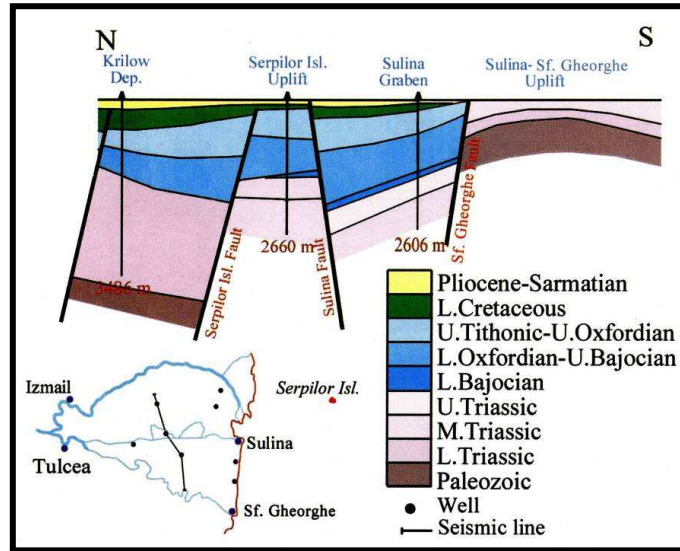 N
S
Krilow
Dep.
Serpilor Isl.
Uplift
Sulina
Graben
Sulina- Sf. Gheorghe
Uplift
3486 m
Serpilor Isl. Fault
2660 m
Sulina Fault
2606 m
Sf. Gheorghe Fault
Pliocene-Sarmatian
L.Cretaceous
U.Tithonic-U.Oxfordian
L.Oxfordian-U.Bajocian
L.Bajocian
U.Triassic
M.Triassic
L.Triassic
Paleozoic
Well
Seismic line
Izmail
Tulcea
Serpilor Isl.
Sulina
Sf. Gheorghe